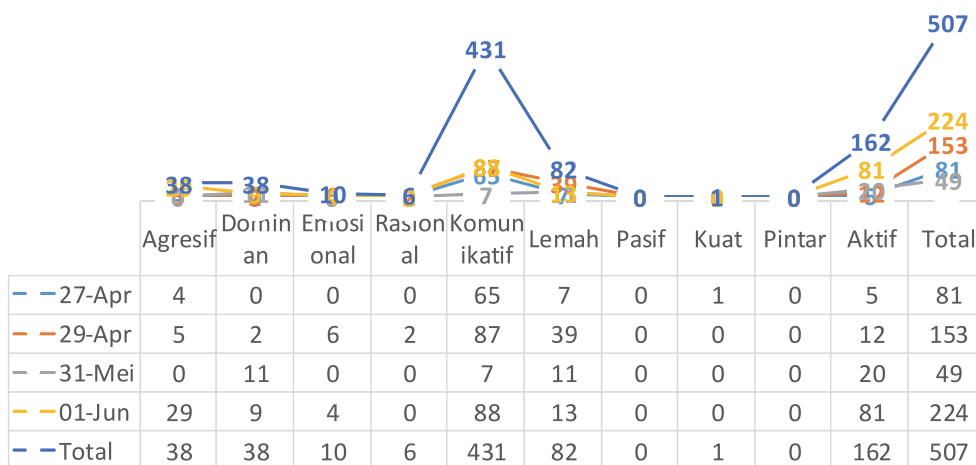 507
431
224
162
153
38 38 10 6 87 82 0 1 0 81 81
65 39 12 49
7
Agresif Domin an Emosi onal Rasion al Komun ikatif Lemah Pasif Kuat Pintar Aktif Total
27-Apr 4 0 0 0 65 7 0 1 0 5 81
29-Apr 5 2 6 2 87 39 0 0 0 12 153
31-Mei 0 11 0 0 7 11 0 0 0 20 49
01-Jun 29 9 4 0 88 13 0 0 0 81 224
Total 38 38 10 6 431 82 0 1 0 162 507